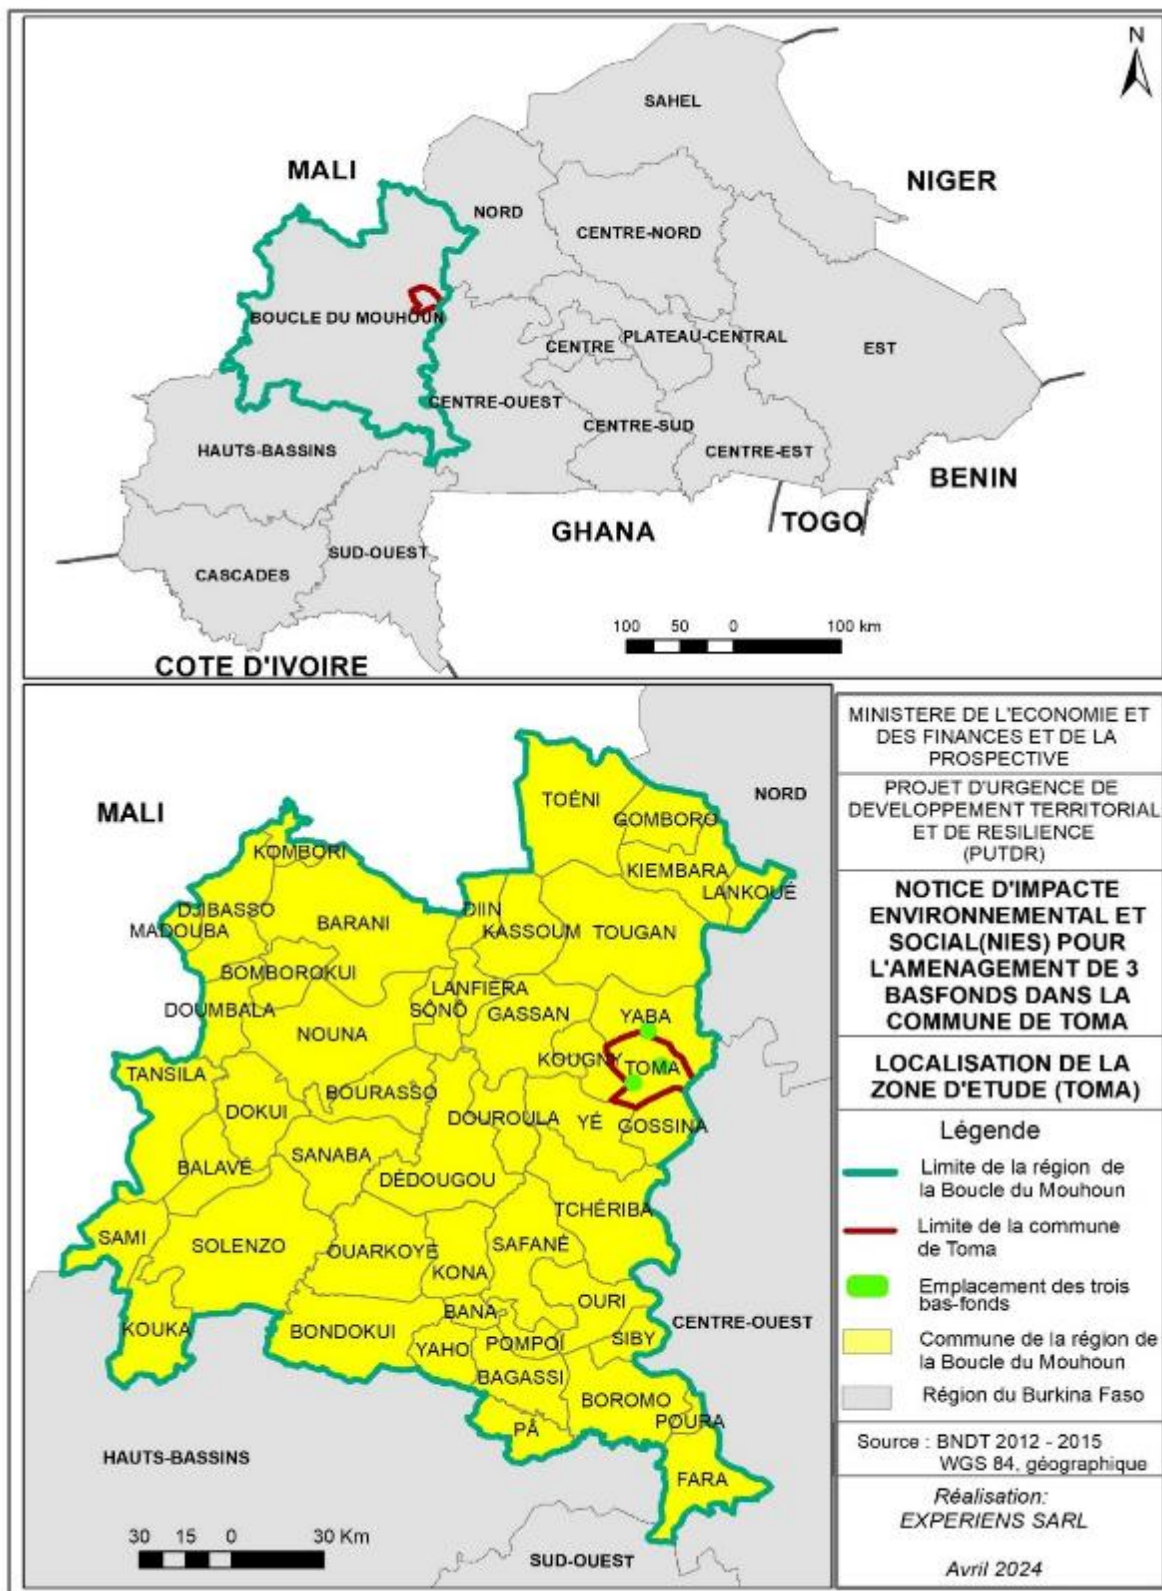 N
SAHEL
MALI
NIGER
NORD
CENTRE-NORD
BOUCLE DU MOUHOUN
PLATEAU-CENTRAL
CENTRE
EST
CENTRE-OUEST
CENTRE-SUD
HAUTS-BASSINS
CENTRE-EST
BENIN
TOGO
GHANA
SUD-OUEST
CASCADES
COTE D'IVOIRE
100 50 0 100 km
MALI
NORD
TOÉNI
GOMBORO
KOMBORI
KIEMBARA
LANKOUÉ
DJIBASSO
MADOUBA
BARANI
DIIN
KASSOUM
TOUGAN
BOMBOROKUI
LANFIERA
DOUMBALA
SÔNÔ
GASSAN
YABA
NOUNA
KOUGNY
TOMA
TANSILA
BOURASSO
DOKUI
DOUROULA
YÉ
GOSSINA
SANABA
BALAVÉ
DÉDOUGOU
TCHÉRIBA
SAMI
SOLENZO
OUARKOYE
SAFANÉ
KONA
OURI
BANA
KOUKA
BONDOKUI
YAHO
POMPOÏ
SIBY
CENTRE-OUEST
BAGASSI
BOROMO
POURA
PÂ
HAUTS-BASSINS
FARA
30 15 0 30 Km
SUD-OUEST
MINISTERE DE L'ECONOMIE ET
DES FINANCES ET DE LA
PROSPECTIVE
PROJET D'URGENCE DE
DEVELOPPEMENT TERRITORIAL
ET DE RESILIENCE
(PUTDR)
NOTICE D'IMPACTE
ENVIRONNEMENTAL ET
SOCIAL(NIES) POUR
L'AMENAGEMENT DE 3
BASFONDS DANS LA
COMMUNE DE TOMA
LOCALISATION DE LA
ZONE D'ETUDE (TOMA)
Légende
Limite de la région de
la Boucle du Mouhoun
Limite de la commune
de Toma
Emplacement des trois
bas-fonds
Commune de la région de
la Boucle du Mouhoun
Région du Burkina Faso
Source : BNDT 2012 - 2015
WGS 84, géographique
Réalisation:
EXPERIENS SARL
Avril 2024